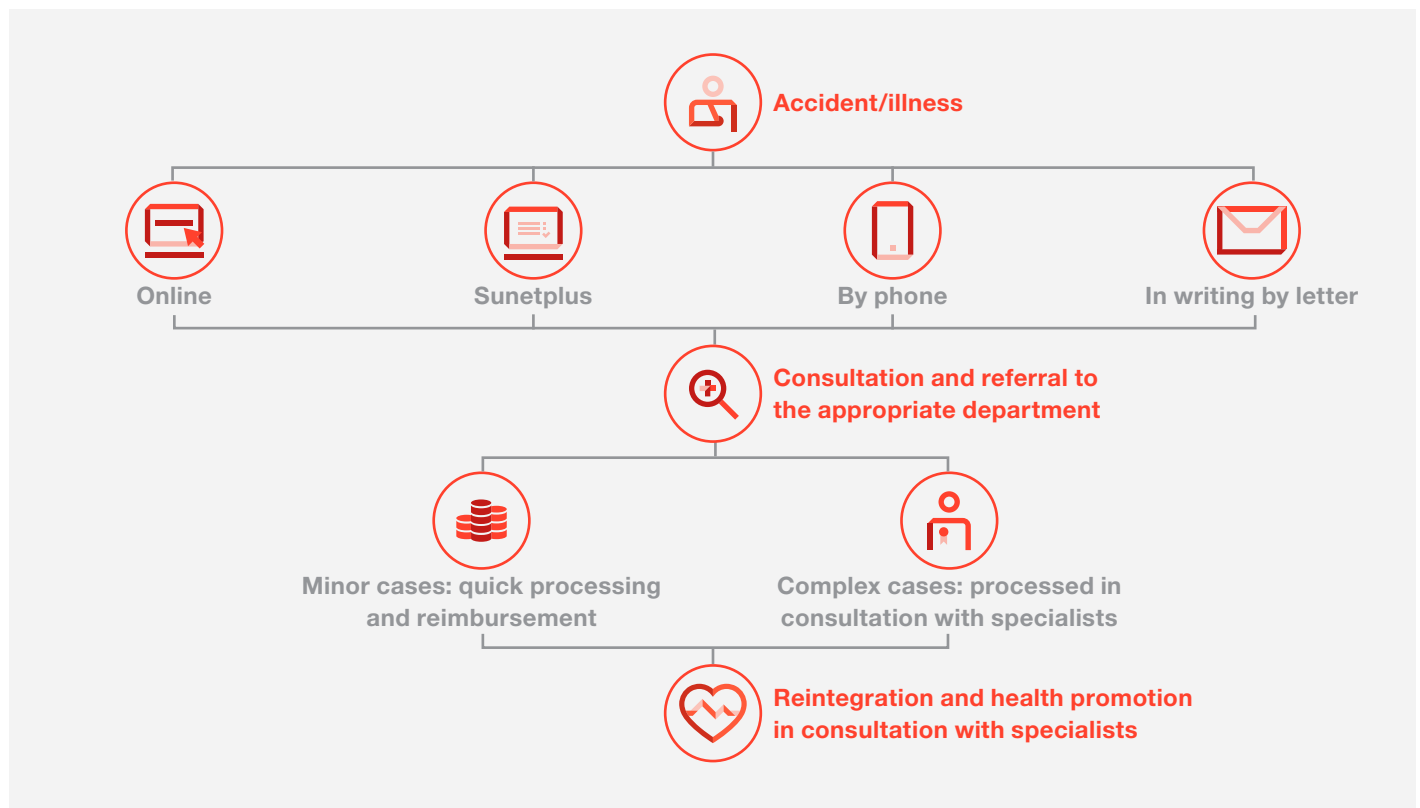 Accident/illness
Online
Sunetplus
By phone
In writing by letter
Consultation and referral to
the appropriate department
Minor cases: quick processing
and reimbursement
Complex cases: processed in
consultation with specialists
Reintegration and health promotion
in consultation with specialists